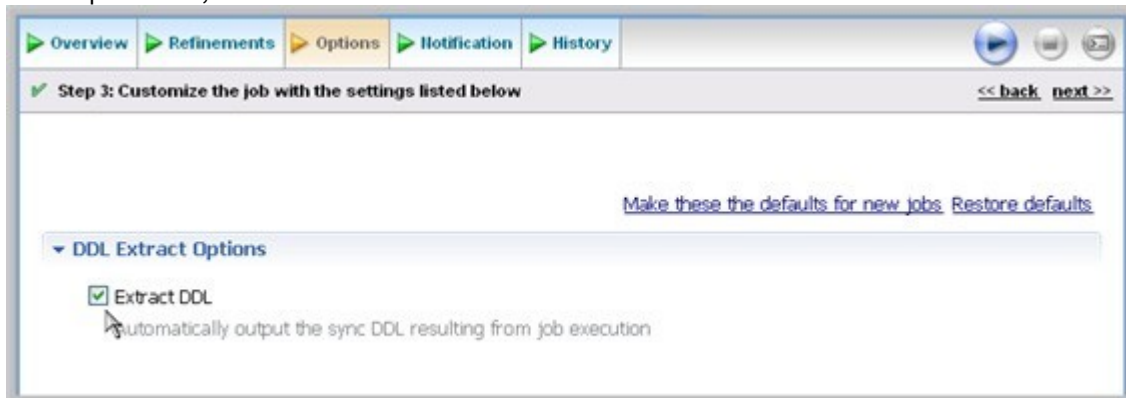 Overview Refinements Options Notification History
Step 3: Customize the job with the settings listed below << back next >>
Make these the defaults for new jobs Restore defaults
DDL Extract Options
Extract DDL
Automatically output the sync DDL resulting from job execution